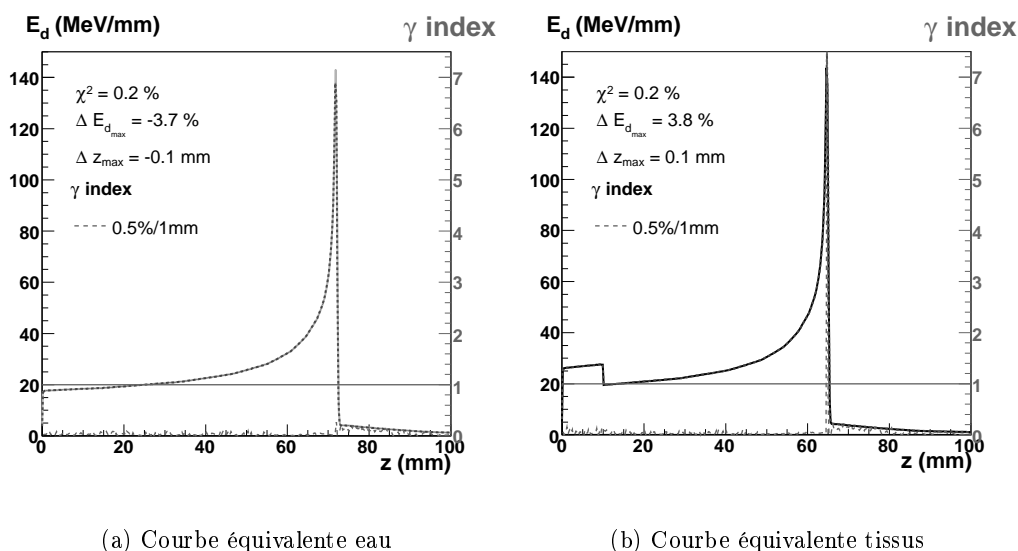 E_d (MeV/mm) γ index
140
120
100
80
60
40
20
0
7
6
5
4
3
2
1
0
χ² = 0.2 %
Δ E_d_max = -3.7 %
Δ z_max = -0.1 mm
γ index
0.5%/1mm
0 20 40 60 80 100
z (mm)
(a) Courbe équivalente eau
E_d (MeV/mm) γ index
140
120
100
80
60
40
20
0
7
6
5
4
3
2
1
0
χ² = 0.2 %
Δ E_d_max = 3.8 %
Δ z_max = 0.1 mm
γ index
0.5%/1mm
0 20 40 60 80 100
z (mm)
(b) Courbe équivalente tissus